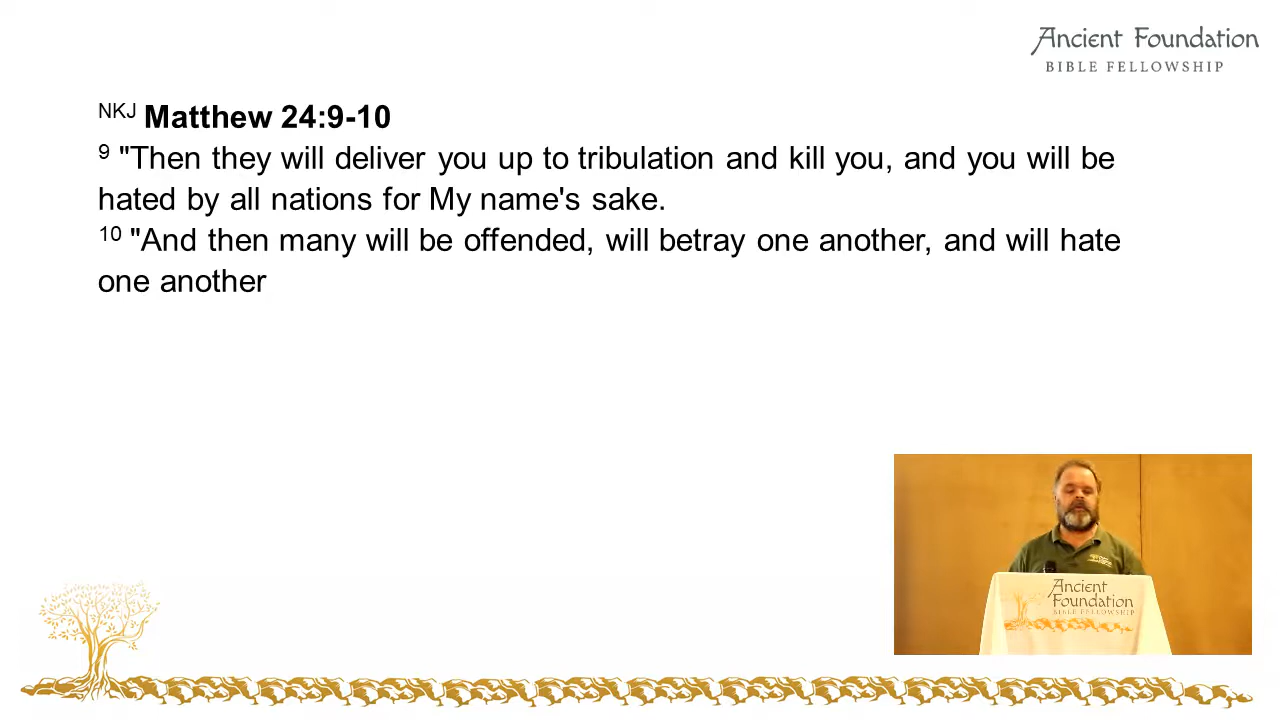 Ancient Foundation
BIBLE FELLOWSHIP
NKJ Matthew 24:9-10
9 "Then they will deliver you up to tribulation and kill you, and you will be
hated by all nations for My name's sake.
10 "And then many will be offended, will betray one another, and will hate
one another
Ancient
Foundation
BIBLE FELLOWSHIP